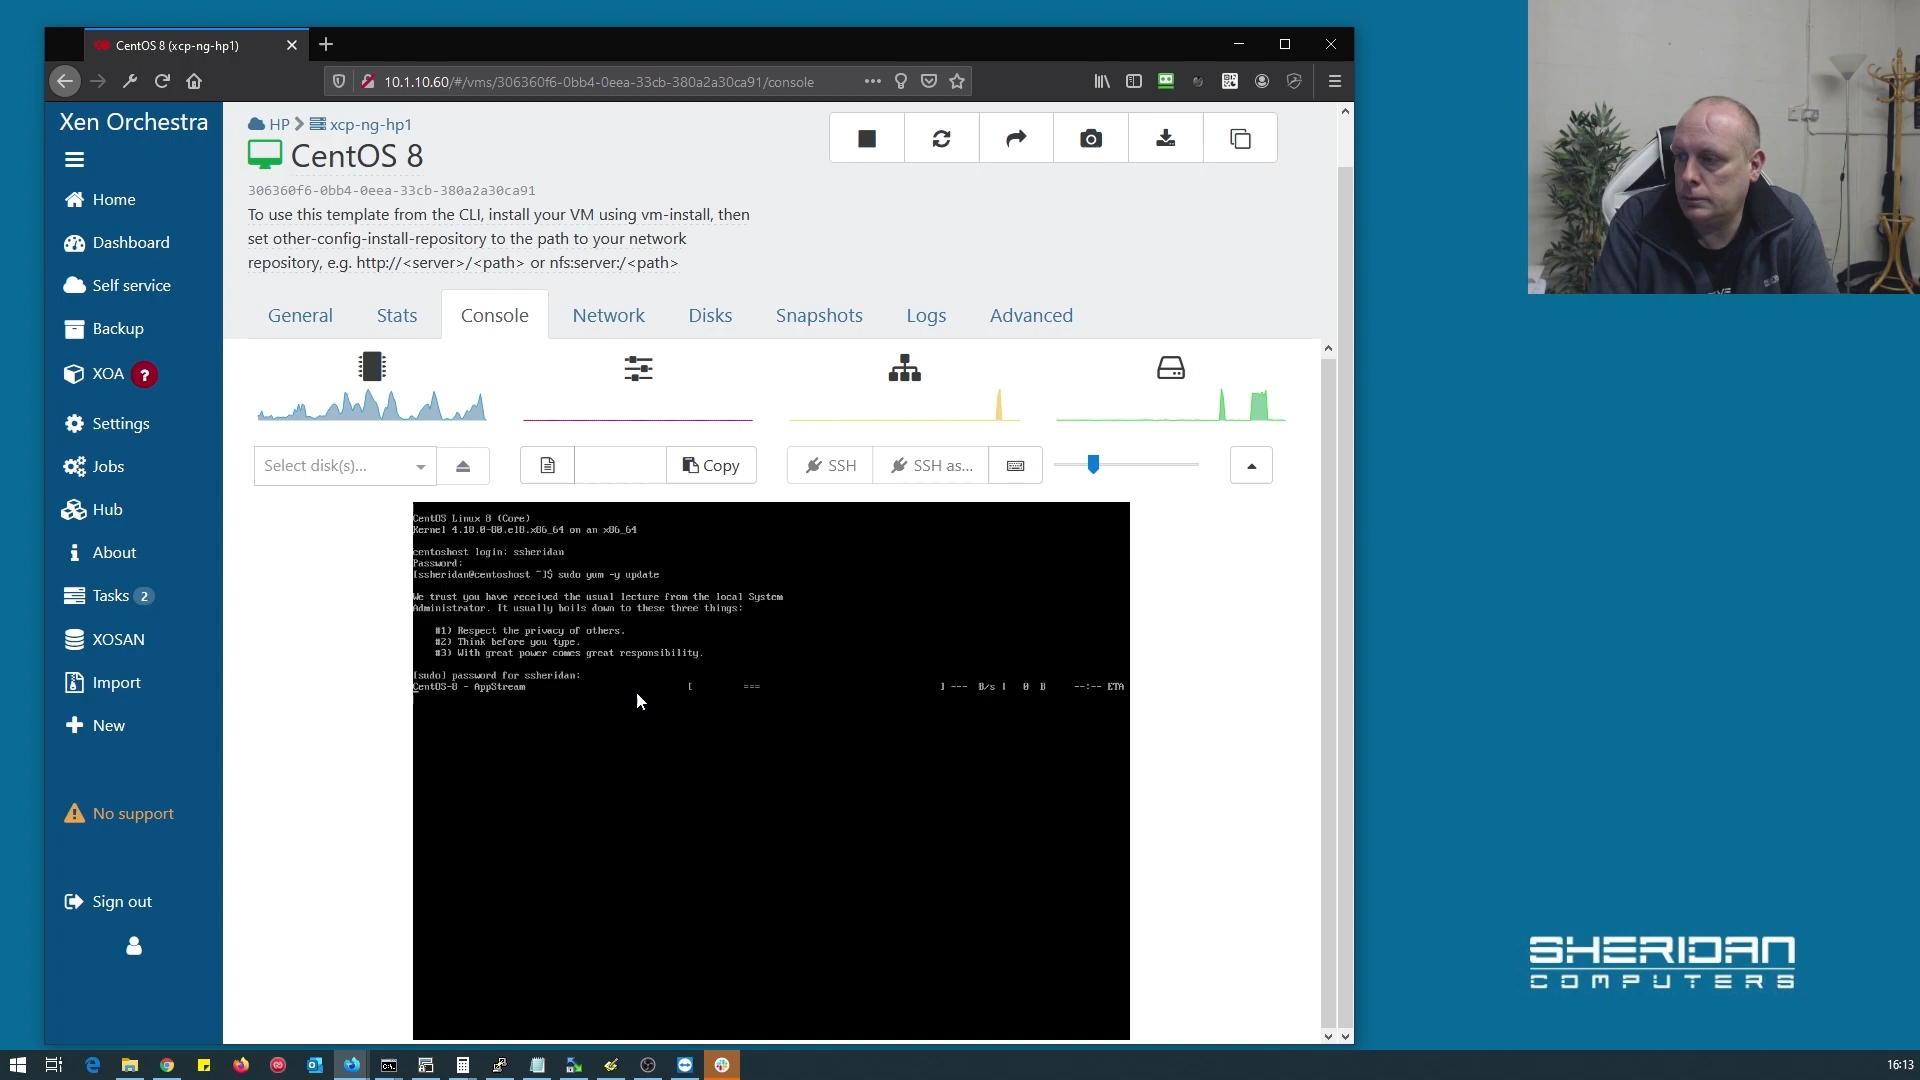 CentOS 8 (xcp-ng-hp1)
10.1.10.60/#/vms/306360f6-0bb4-0eea-33cb-380a2a30ca91/console
Xen Orchestra
Home
Dashboard
Self service
Backup
XOA ?
Settings
Jobs
Hub
About
Tasks 2
XOSAN
Import
New
No support
Sign out
HP xcp-ng-hp1
CentOS 8
306360f6-0bb4-0eea-33cb-380a2a30ca91
To use this template from the CLI, install your VM using vm-install, then
set other-config-install-repository to the path to your network
repository, e.g. http://<server>/<path> or nfs:server:/<path>
General Stats Console Network Disks Snapshots Logs Advanced
Select disk(s)... Copy SSH SSH as...
CentOS Linux 8 (Core)
Kernel 4.18.0-80.el8.x86_64 on an x86_64
centoshost login: ssheridan
Password:
[ssheridan@centoshost ~]$ sudo yum -y update
We trust you have received the usual lecture from the local System
Administrator. It usually boils down to these three things:
#1) Respect the privacy of others.
#2) Think before you type.
#3) With great power comes great responsibility.
[sudo] password for ssheridan:
CentOS-8 - AppStream [ === ] --- B/s | 0 B --:-- ETA
SHERIDAN
COMPUTERS
16:13